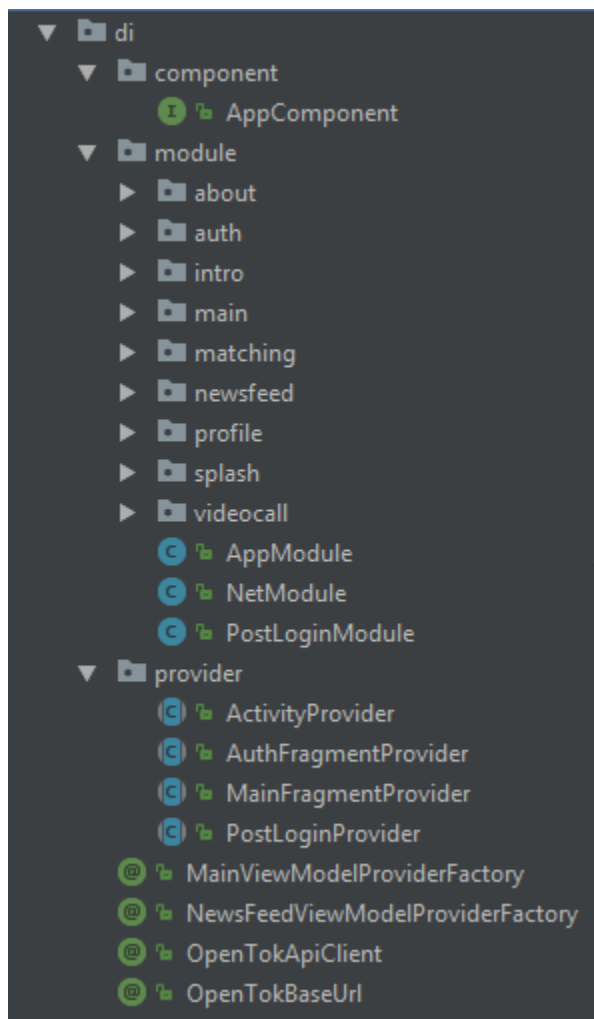 di
component
I AppComponent
module
about
auth
intro
main
matching
newsfeed
profile
splash
videocall
C AppModule
C NetModule
C PostLoginModule
provider
C ActivityProvider
C AuthFragmentProvider
C MainFragmentProvider
C PostLoginProvider
@ MainViewModelProviderFactory
@ NewsFeedViewModelProviderFactory
@ OpenTokApiClient
@ OpenTokBaseUrl